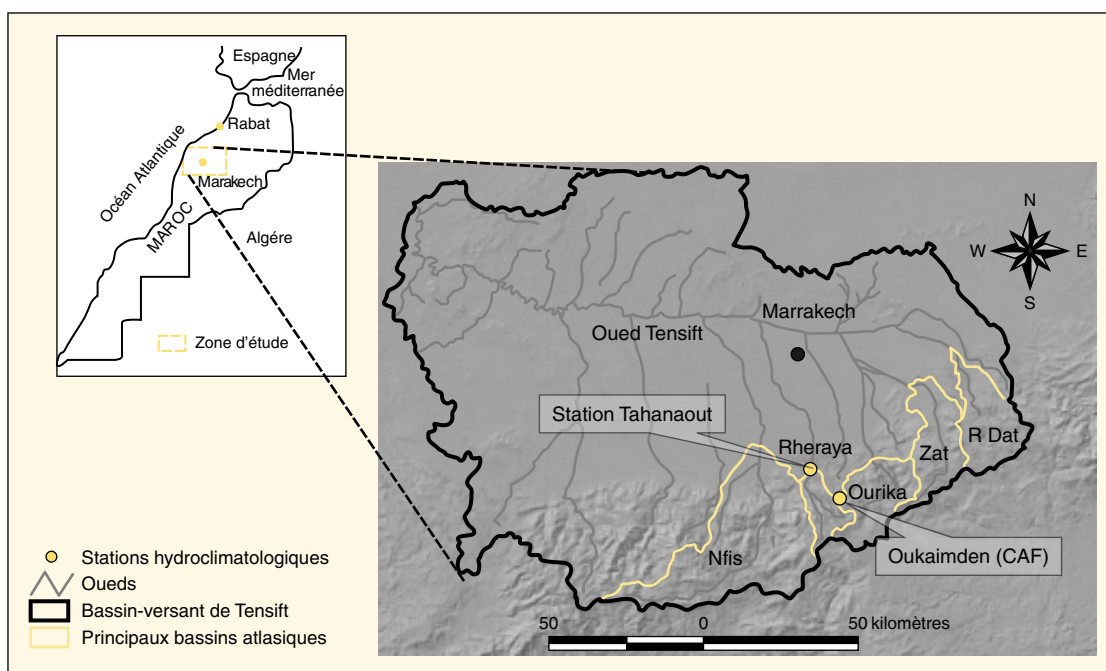 Espagne
Mer
méditerranée
Rabat
Océan Atlantique
Marakech
MAROC
Algére
Zone d'étude
N
W
E
S
Marrakech
Oued Tensift
Station Tahanaout
Rheraya
R Dat
Zat
Ourika
Nfis
Oukaimden (CAF)
Stations hydroclimatologiques
Oueds
Bassin-versant de Tensift
Principaux bassins atlasiques
50
0
50 kilomètres